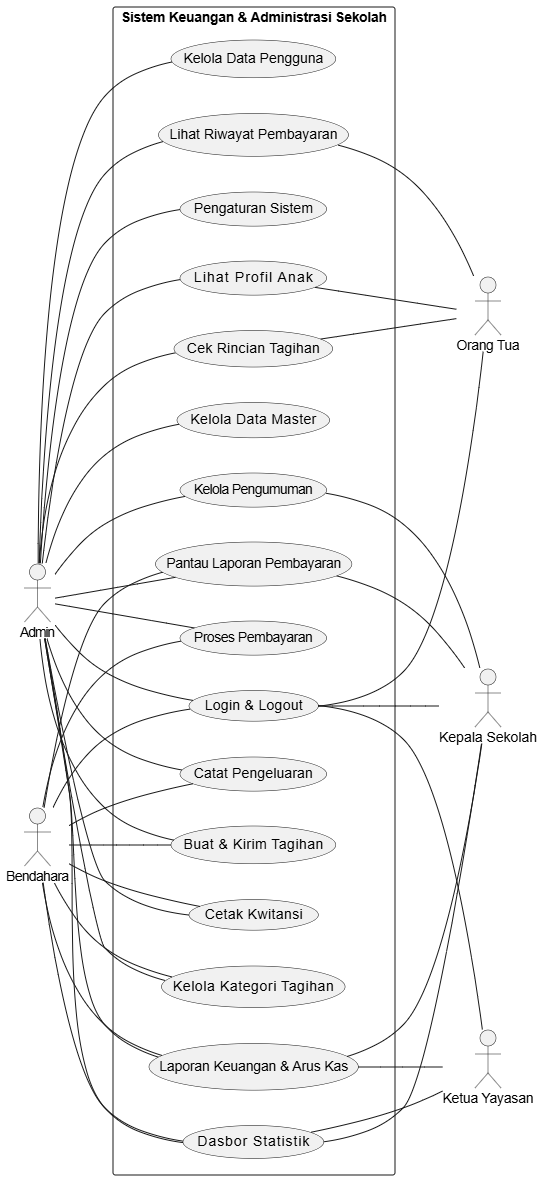 Sistem Keuangan & Administrasi Sekolah
Kelola Data Pengguna
Lihat Riwayat Pembayaran
Pengaturan Sistem
Lihat Profil Anak
Orang Tua
Cek Rincian Tagihan
Kelola Data Master
Kelola Pengumuman
Pantau Laporan Pembayaran
Admin
Proses Pembayaran
Login & Logout
Kepala Sekolah
Catat Pengeluaran
Buat & Kirim Tagihan
Bendahara
Cetak Kwitansi
Kelola Kategori Tagihan
Laporan Keuangan & Arus Kas
Ketua Yayasan
Dasbor Statistik